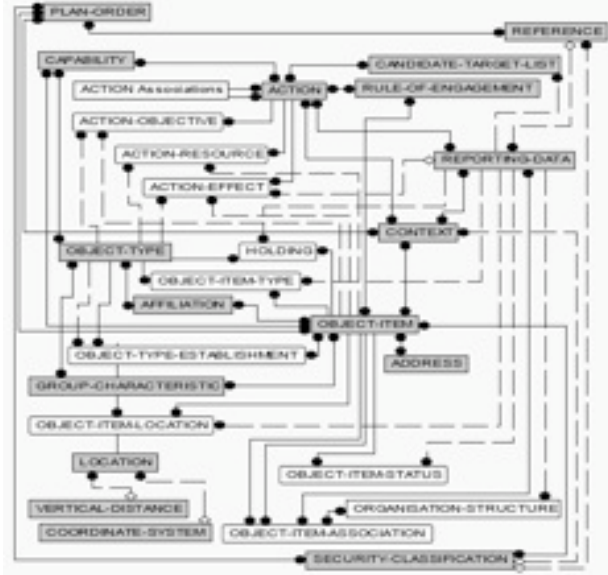 PLAN-ORDER
REFERENCE
CAPABILITY
CANDIDATE-TARGET-LIST
ACTION Associations
ACTION
RULE-OF-ENGAGEMENT
ACTION-OBJECTIVE
ACTION-RESOURCE
REPORTING-DATA
ACTION-EFFECT
CONTEXT
OBJECT-TYPE
HOLDING
OBJECT-ITEM-TYPE
AFFILIATION
OBJECT-ITEM
OBJECT-TYPE-ESTABLISHMENT
ADDRESS
GROUP-CHARACTERISTIC
OBJECT-ITEM-LOCATION
LOCATION
OBJECT-ITEM-STATUS
VERTICAL-DISTANCE
ORGANISATION-STRUCTURE
COORDINATE-SYSTEM
OBJECT-ITEM-ASSOCIATION
SECURITY-CLASSIFICATION